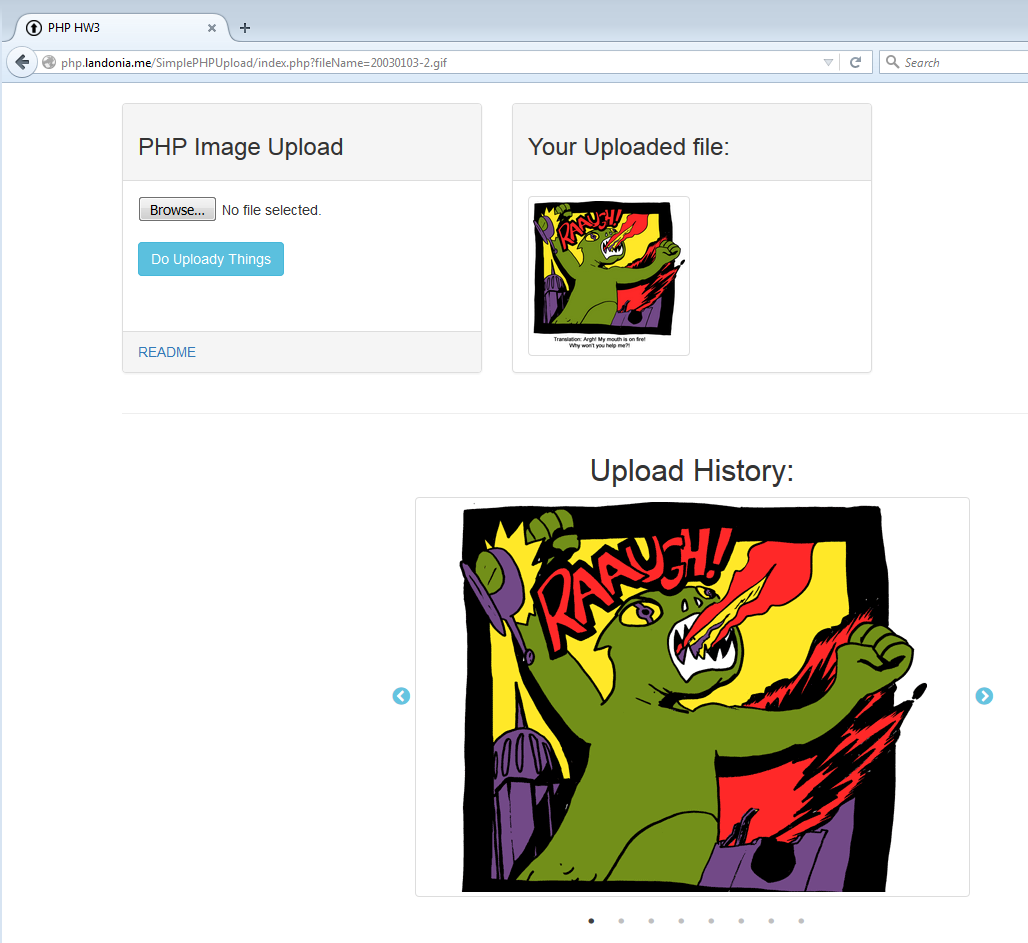 PHP HW3
php.landonia.me/SimplePHPUpload/index.php?fileName=20030103-2.gif
Search
PHP Image Upload
Browse... No file selected.
Do Uploady Things
README
Your Uploaded file:
RAAUGH!
Translation: Argh! My mouth is on fire!
Why won't you help me?!
Upload History:
RAAUGH!